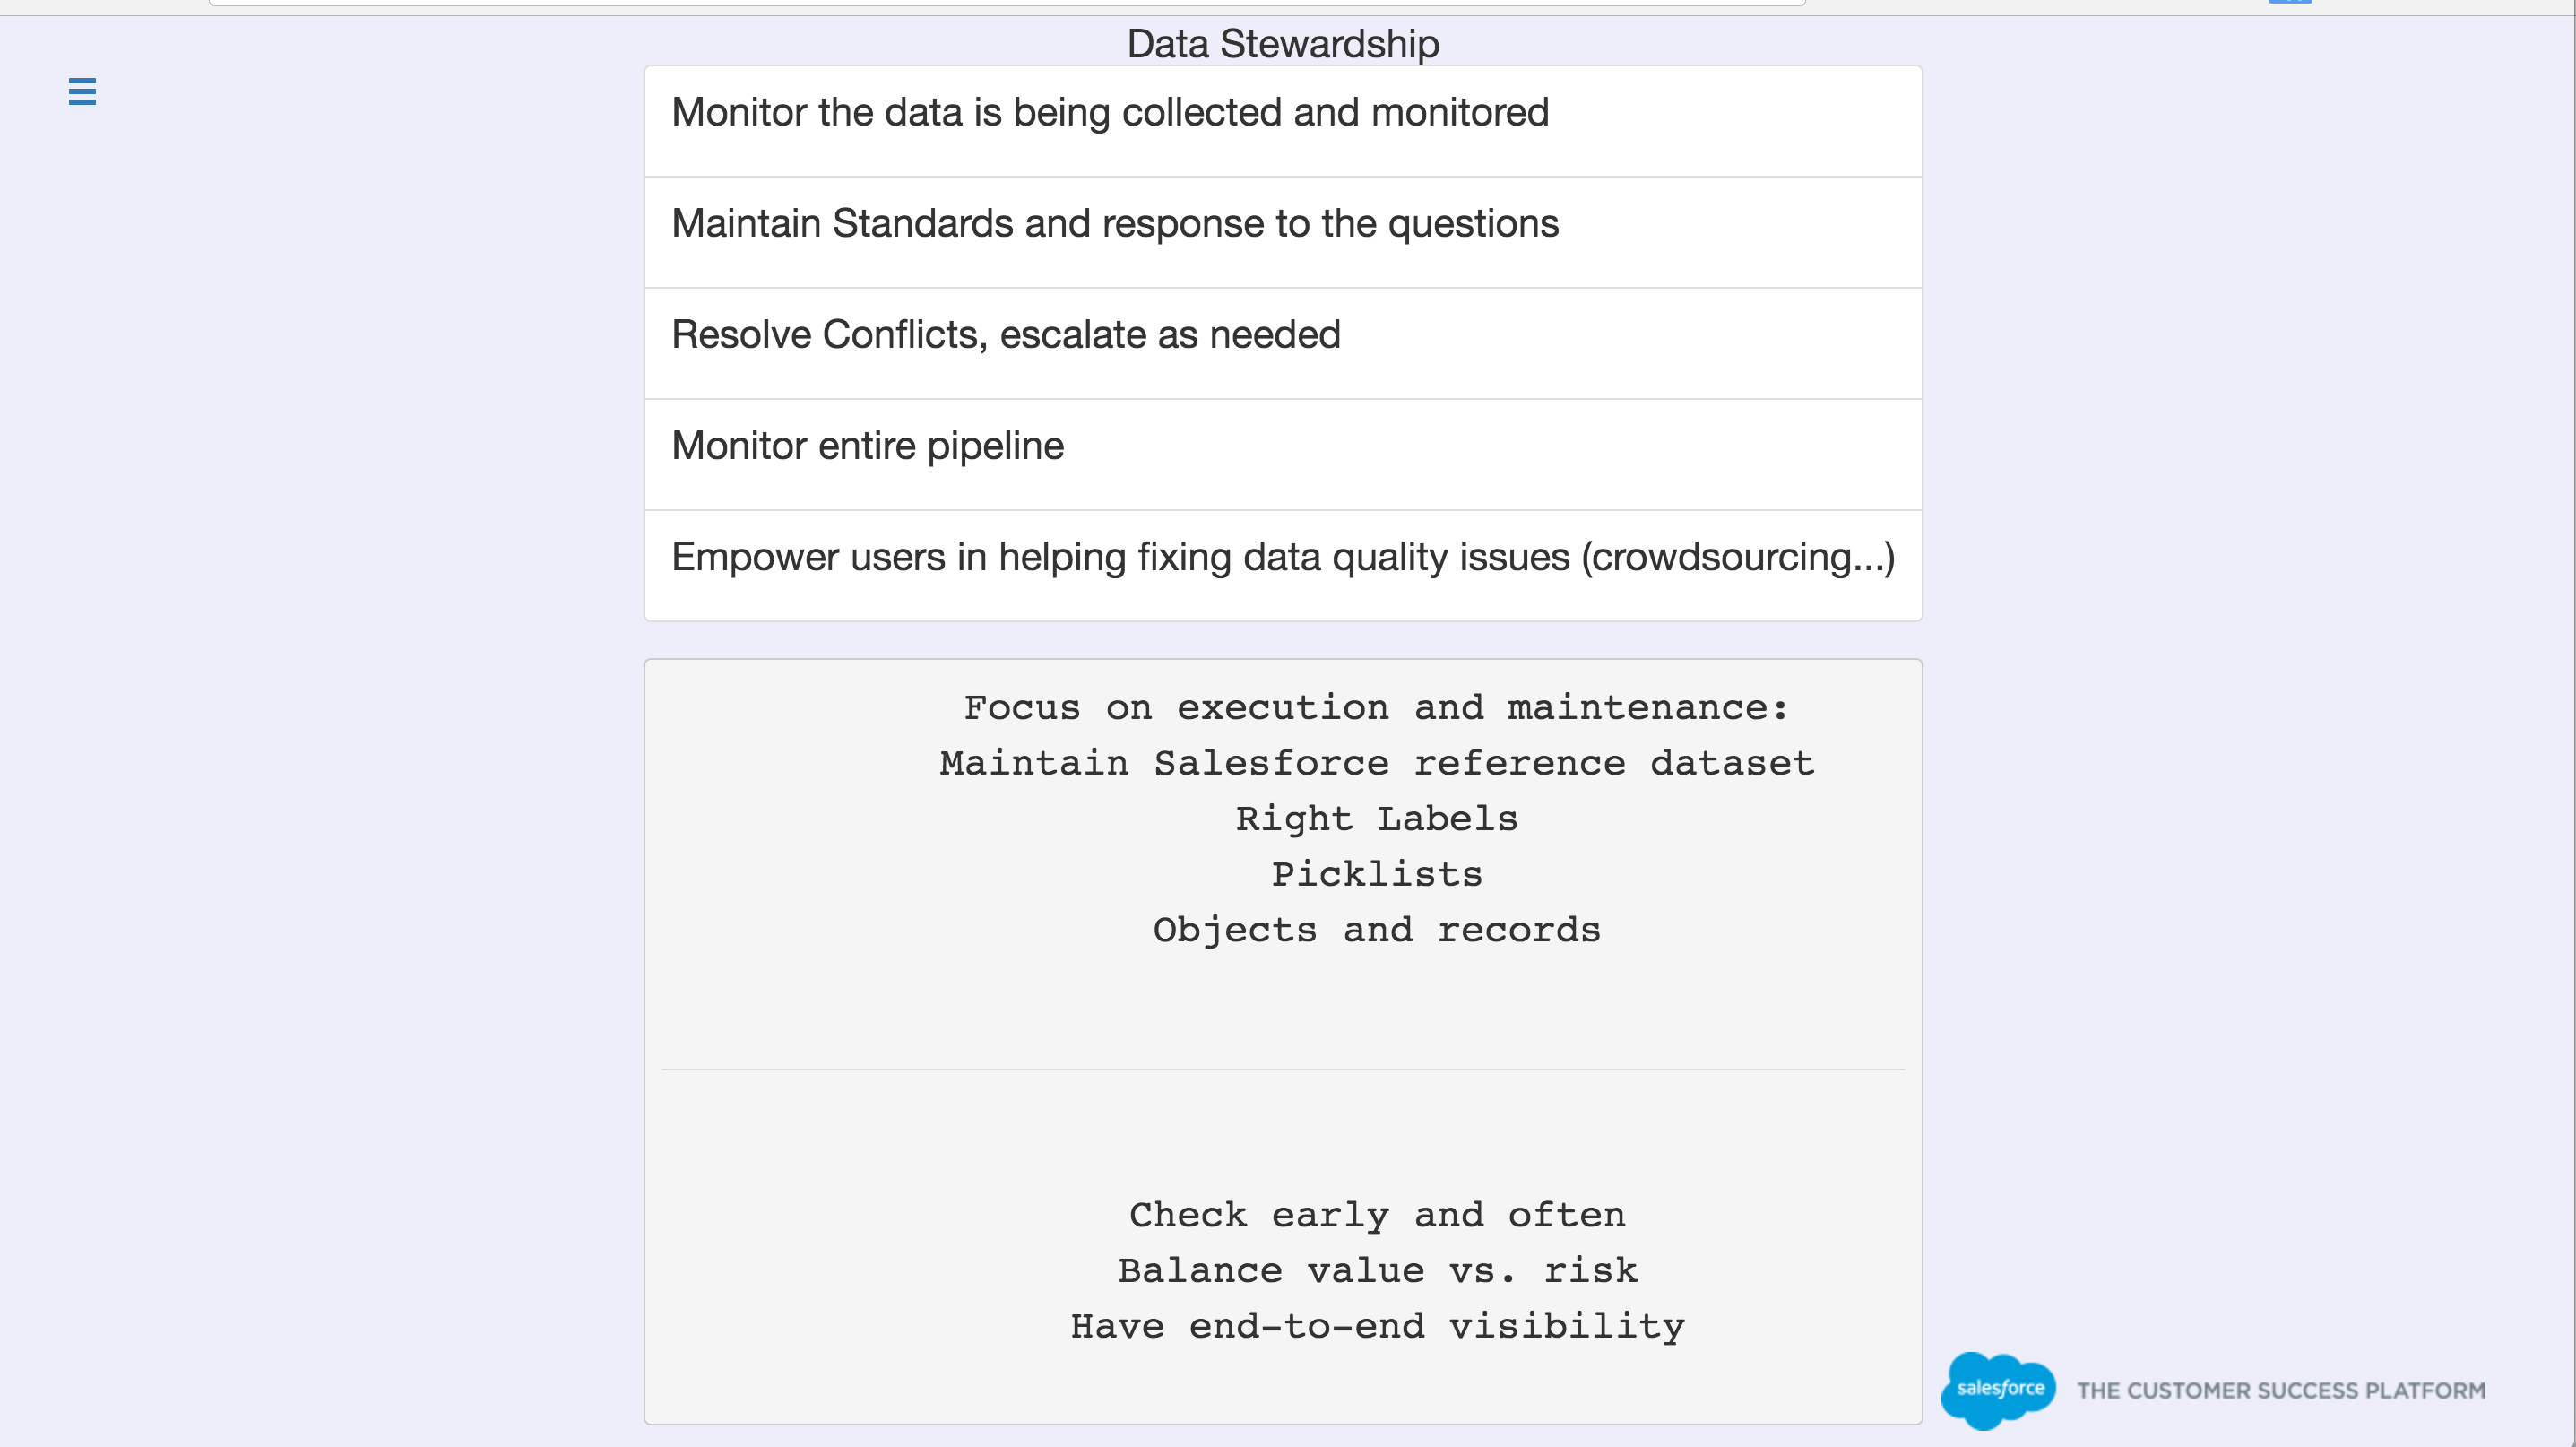 Data Stewardship
Monitor the data is being collected and monitored
Maintain Standards and response to the questions
Resolve Conflicts, escalate as needed
Monitor entire pipeline
Empower users in helping fixing data quality issues (crowdsourcing...)
Focus on execution and maintenance:
Maintain Salesforce reference dataset
Right Labels
Picklists
Objects and records
Check early and often
Balance value vs. risk
Have end-to-end visibility
salesforce THE CUSTOMER SUCCESS PLATFORM